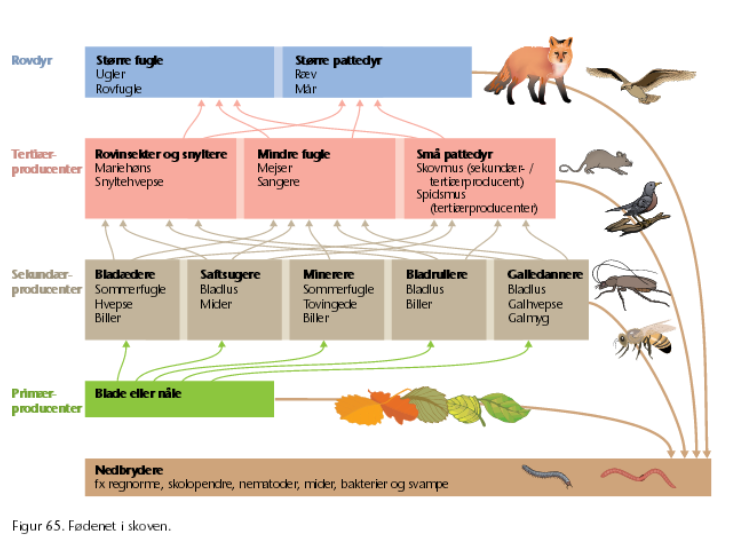 Rovdyr
Større fugle
Ugler
Rovfugle
Større pattedyr
Ræv
Mår
Tertiær-
producenter
Rovinsekter og snyltere
Mariehøns
Snyltehvepse
Mindre fugle
Mejser
Sangere
Små pattedyr
Skovmus (sekundær- /
tertiærproducent)
Spidsmus
(tertiærproducenter)
Sekundær-
producenter
Bladædere
Sommerfugle
Hvepse
Biller
Saftsugere
Bladlus
Mider
Minerere
Sommerfugle
Tovingede
Biller
Bladrullere
Bladlus
Biller
Galledannere
Bladlus
Galhvepse
Galmyg
Primær-
producenter
Blade eller nåle
Nedbrydere
fx regnorme, skolopendre, nematoder, mider, bakterier og svampe
Figur 65. Fødenet i skoven.